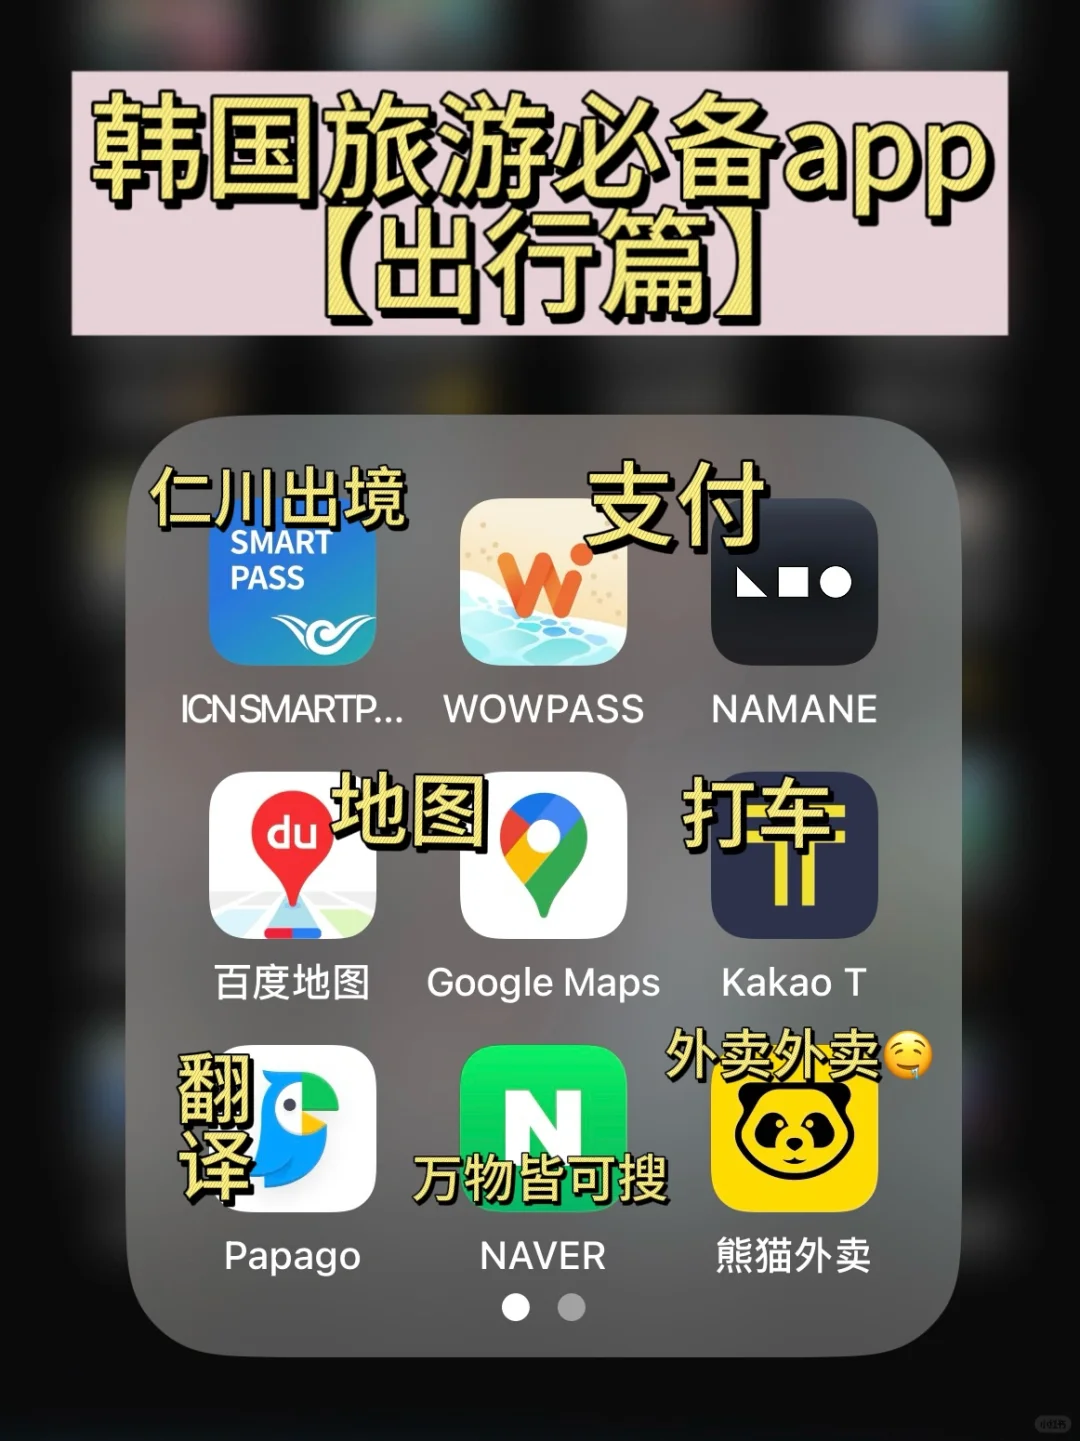 韩国旅游必备app
【出行篇】
仁川出境
支付
SMART
PASS
Wi
ICNSMARTP...
WOWPASS
NAMANE
地图
打车
du
T
百度地图
Google Maps
Kakao T
外卖外卖🤤
翻
译
N
万物皆可搜
Papago
NAVER
熊猫外卖